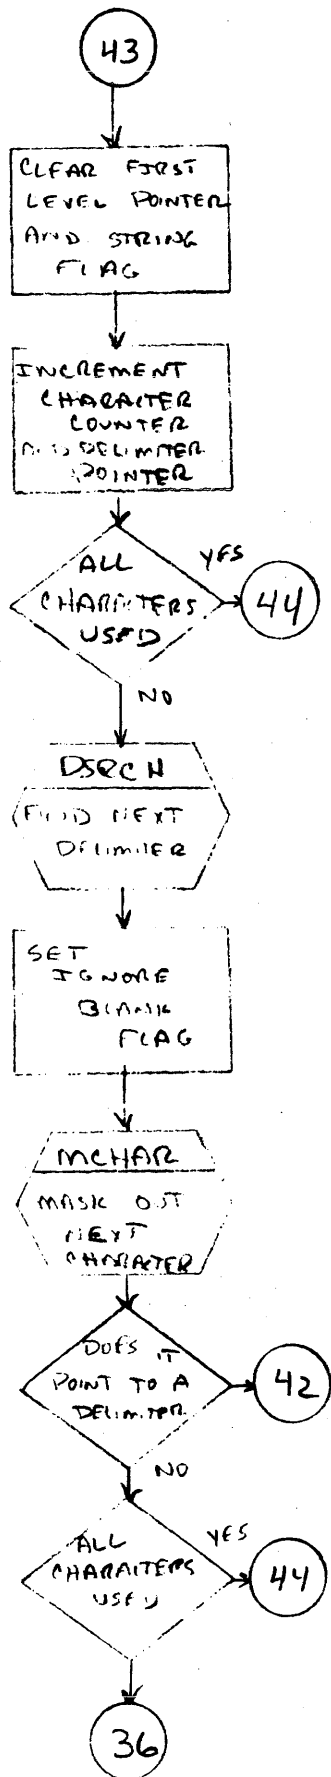 43
CLEAR FIRST
LEVEL POINTER
AND STRING
FLAG
INCREMENT
CHARACTER
COUNTER
AND DELIMITER
POINTER
ALL
CHARACTERS
USED
YES
44
NO
DSRCH
FIND NEXT
DELIMITER
SET
IGNORE
BLANK
FLAG
MCHAR
MASK OUT
NEXT
CHARACTER
DOES IT
POINT TO A
DELIMITER
42
NO
ALL
CHARACTERS
USED
YES
44
36